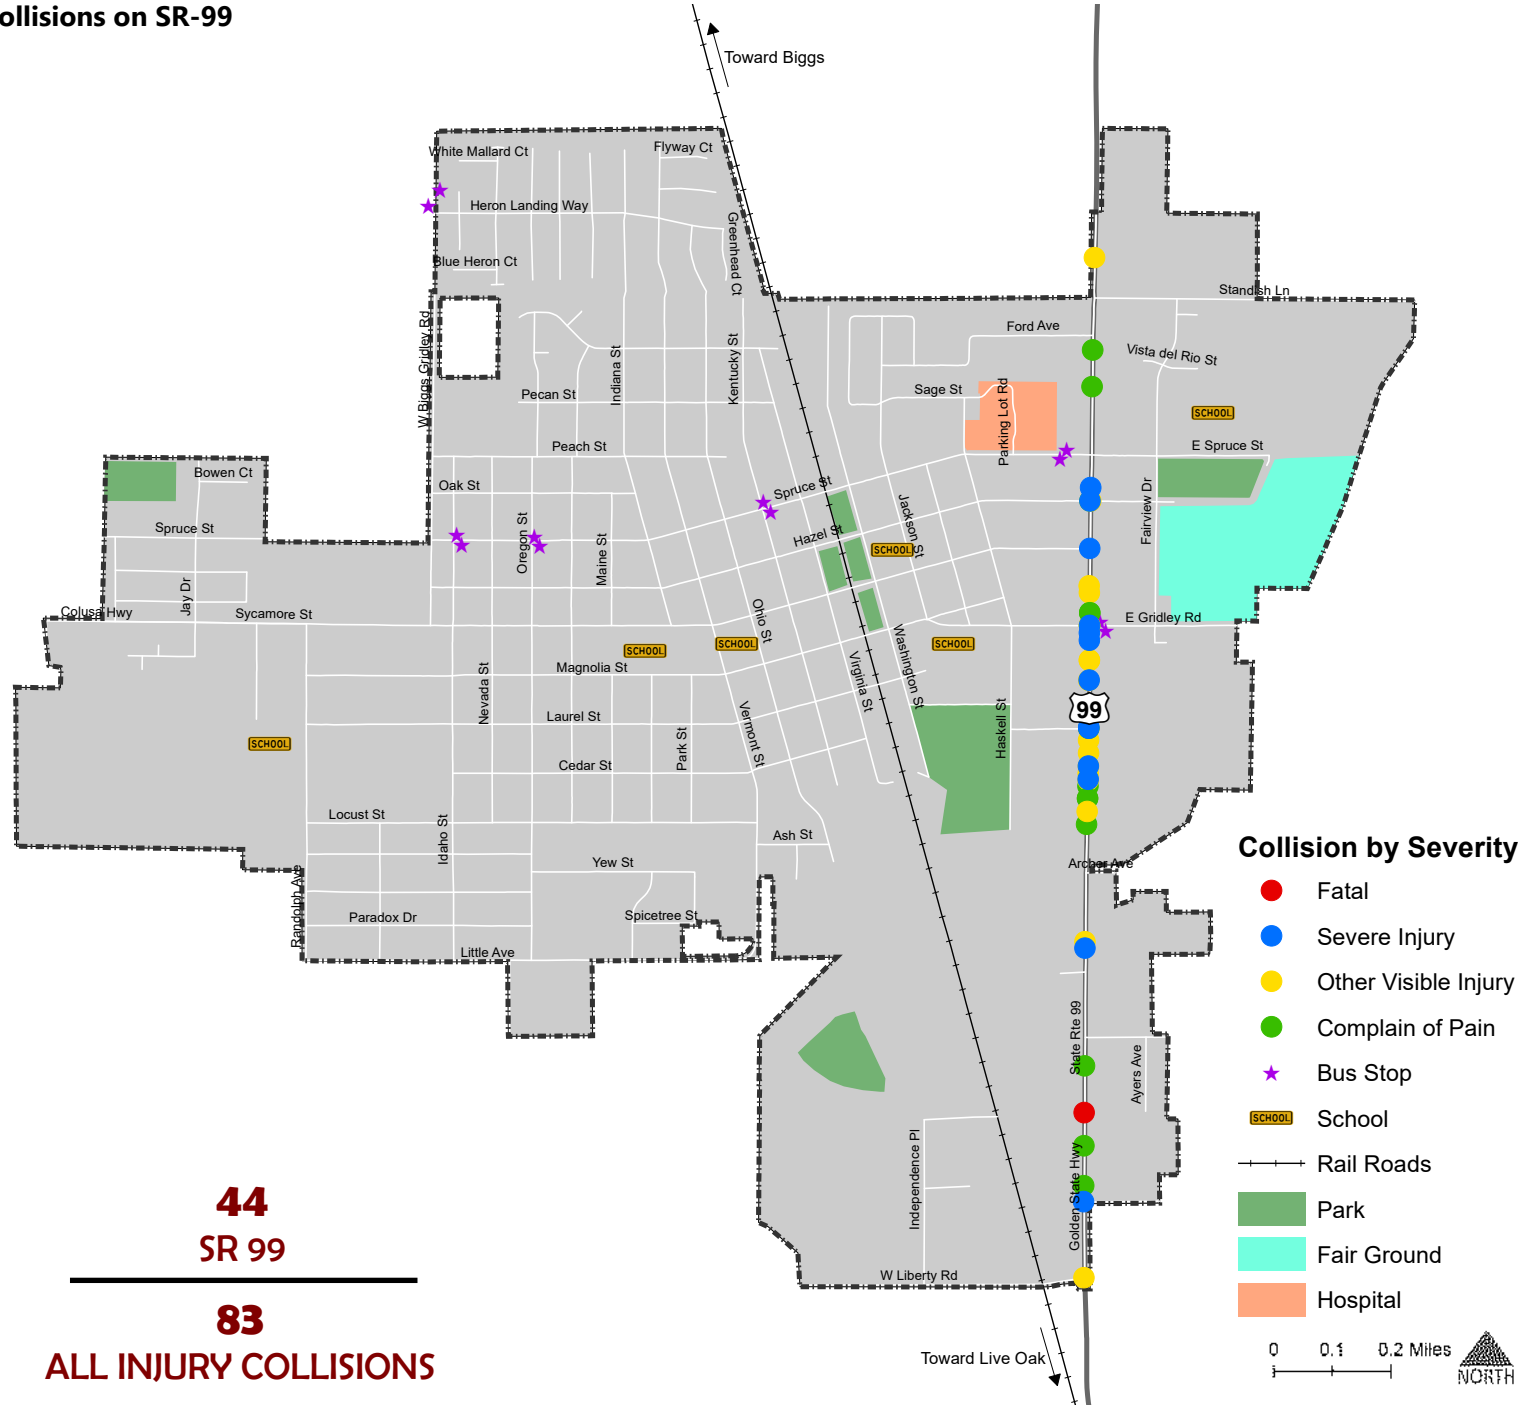 ollisions on SR-99
Toward Biggs
White Mallard Ct
Flyway Ct
Heron Landing Way
Greenhead Ct
Blue Heron Ct
Standish Ln
W Biggs Gridley Rd
Indiana St
Kentucky St
Ford Ave
Vista del Rio St
Pecan St
Sage St
Parking Lot Rd
SCHOOL
Peach St
E Spruce St
Bowen Ct
Oak St
Spruce St
Jackson St
Fairview Dr
Spruce St
Oregon St
Maine St
Hazel St
SCHOOL
Jay Dr
Colusa Hwy
Sycamore St
Ohio St
E Gridley Rd
SCHOOL
SCHOOL
SCHOOL
Magnolia St
Nevada St
Virginia St
Washington St
99
Laurel St
Park St
Vermont St
Haskell St
SCHOOL
Cedar St
Locust St
Idaho St
Ash St
Yew St
Archer Ave
Randolph Ave
Paradox Dr
Spicetree St
Little Ave
State Rte 99
Ayers Ave
Independence Pl
Golden State Hwy
W Liberty Rd
Toward Live Oak
Collision by Severity
Fatal
Severe Injury
Other Visible Injury
Complain of Pain
Bus Stop
SCHOOL
School
Rail Roads
Park
Fair Ground
Hospital
0 0.1 0.2 Miles
NORTH
44
SR 99
83
ALL INJURY COLLISIONS